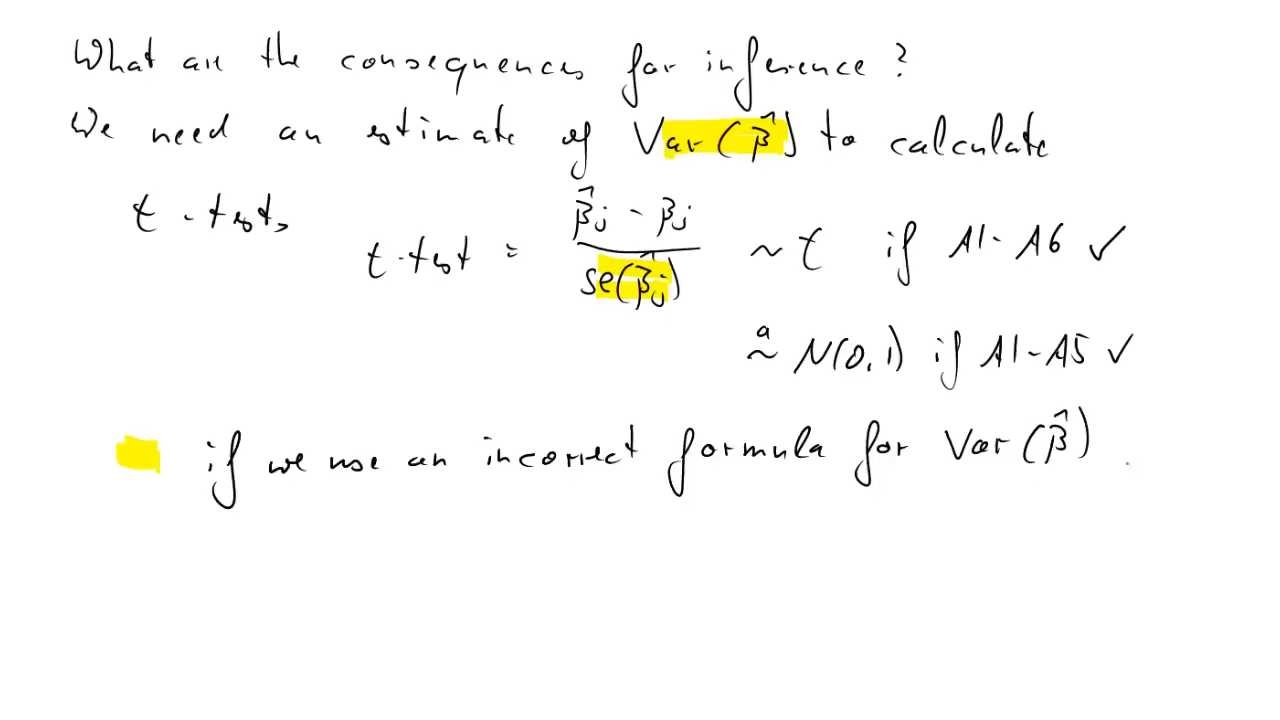 What are the consequences for inference?
We need an estimate of Var(β̂) to calculate
t-tests
t-test = (β̂j - βj) / se(β̂j) ~ t if A1-A6 ✓
a~ N(0,1) if A1-A5 ✓
if we use an incorrect formula for Var(β̂)